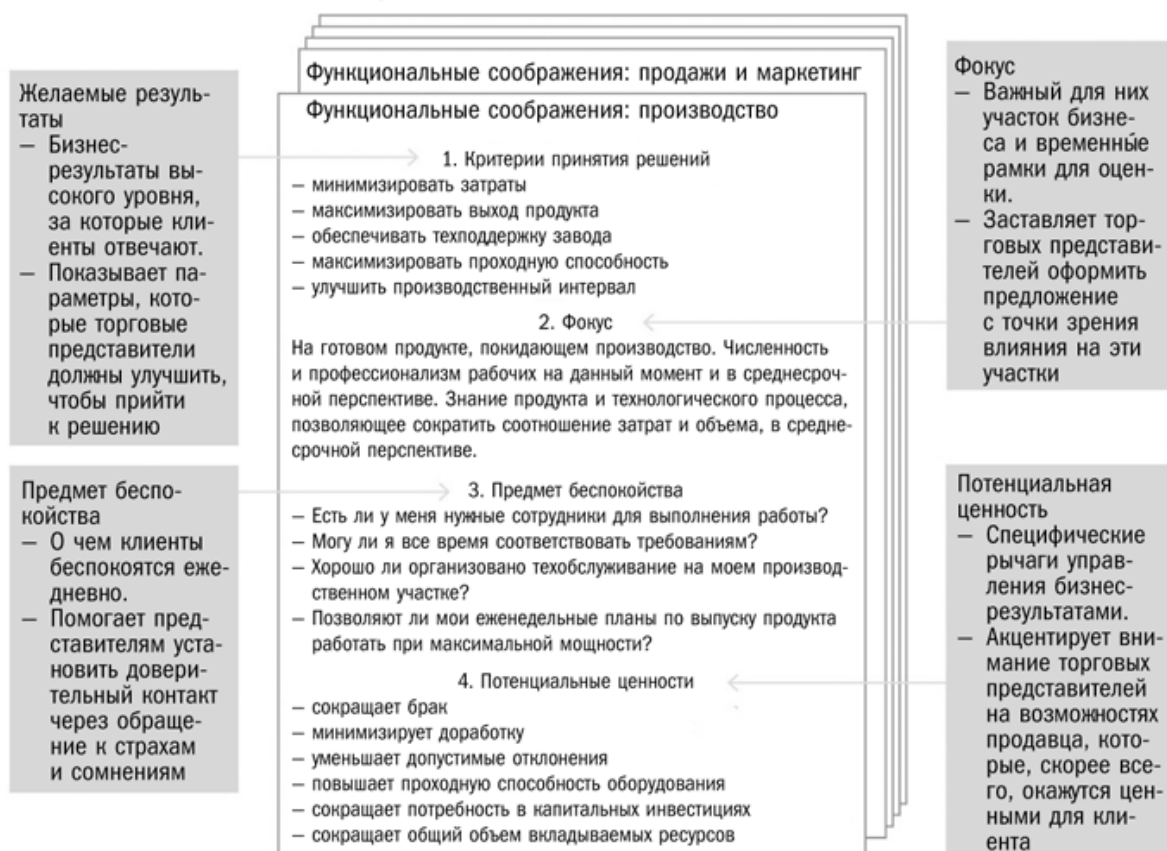 Желаемые резуль-
таты
— Бизнес-
результаты вы-
сокого уровня,
за которые кли-
енты отвечают.
— Показывает па-
раметры, кото-
рые торговые
представители
должны улучшить,
чтобы прийти
к решению
Предмет беспо-
койства
— О чем клиенты
беспокоятся еже-
дневно.
— Помогает пред-
ставителям уста-
новить довери-
тельный контакт
через обраще-
ние к страхам
и сомнениям
Функциональные соображения: продажи и маркетинг
Функциональные соображения: производство
1. Критерии принятия решений
— минимизировать затраты
— максимизировать выход продукта
— обеспечивать техподдержку завода
— максимизировать проходную способность
— улучшить производственный интервал
2. Фокус
На готовом продукте, покидающем производство. Численность
и профессионализм рабочих на данный момент и в среднесроч-
ной перспективе. Знание продукта и технологического процесса,
позволяющее сократить соотношение затрат и объема, в средне-
срочной перспективе.
3. Предмет беспокойства
— Есть ли у меня нужные сотрудники для выполнения работы?
— Могу ли я все время соответствовать требованиям?
— Хорошо ли организовано техобслуживание на моем производ-
ственном участке?
— Позволяют ли мои еженедельные планы по выпуску продукта
работать при максимальной мощности?
4. Потенциальные ценности
— сокращает брак
— минимизирует доработку
— уменьшает допустимые отклонения
— повышает проходную способность оборудования
— сокращает потребность в капитальных инвестициях
— сокращает общий объем вкладываемых ресурсов
Фокус
— Важный для них
участок бизне-
са и временны́е
рамки для оцен-
ки.
— Заставляет тор-
говых представи-
телей оформить
предложение
с точки зрения
влияния на эти
участки
Потенциальная
ценность
— Специфические
рычаги управ-
ления бизнес-
результатами.
— Акцентирует вни-
мание торговых
представителей
на возможностях
продавца, кото-
рые, скорее все-
го, окажутся цен-
ными для кли-
ента